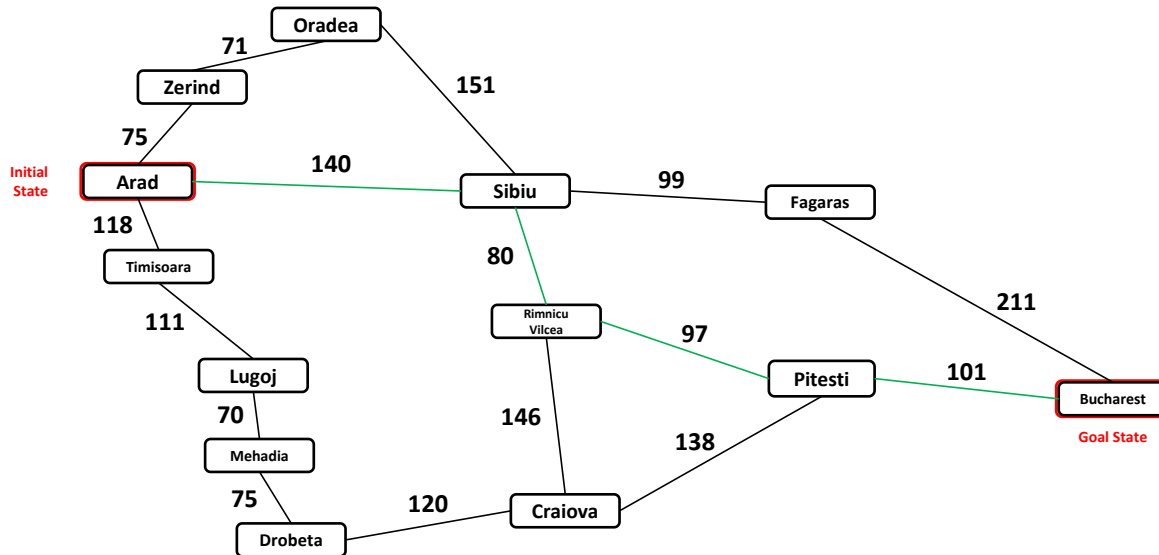 Oradea
71
Zerind
151
75
Initial
State
Arad
140
Sibiu
99
Fagaras
118
Timisoara
80
111
Rimnicu
Vilcea
97
211
Lugoj
Pitesti
101
Bucharest
70
146
138
Goal State
Mehadia
75
120
Craiova
Drobeta